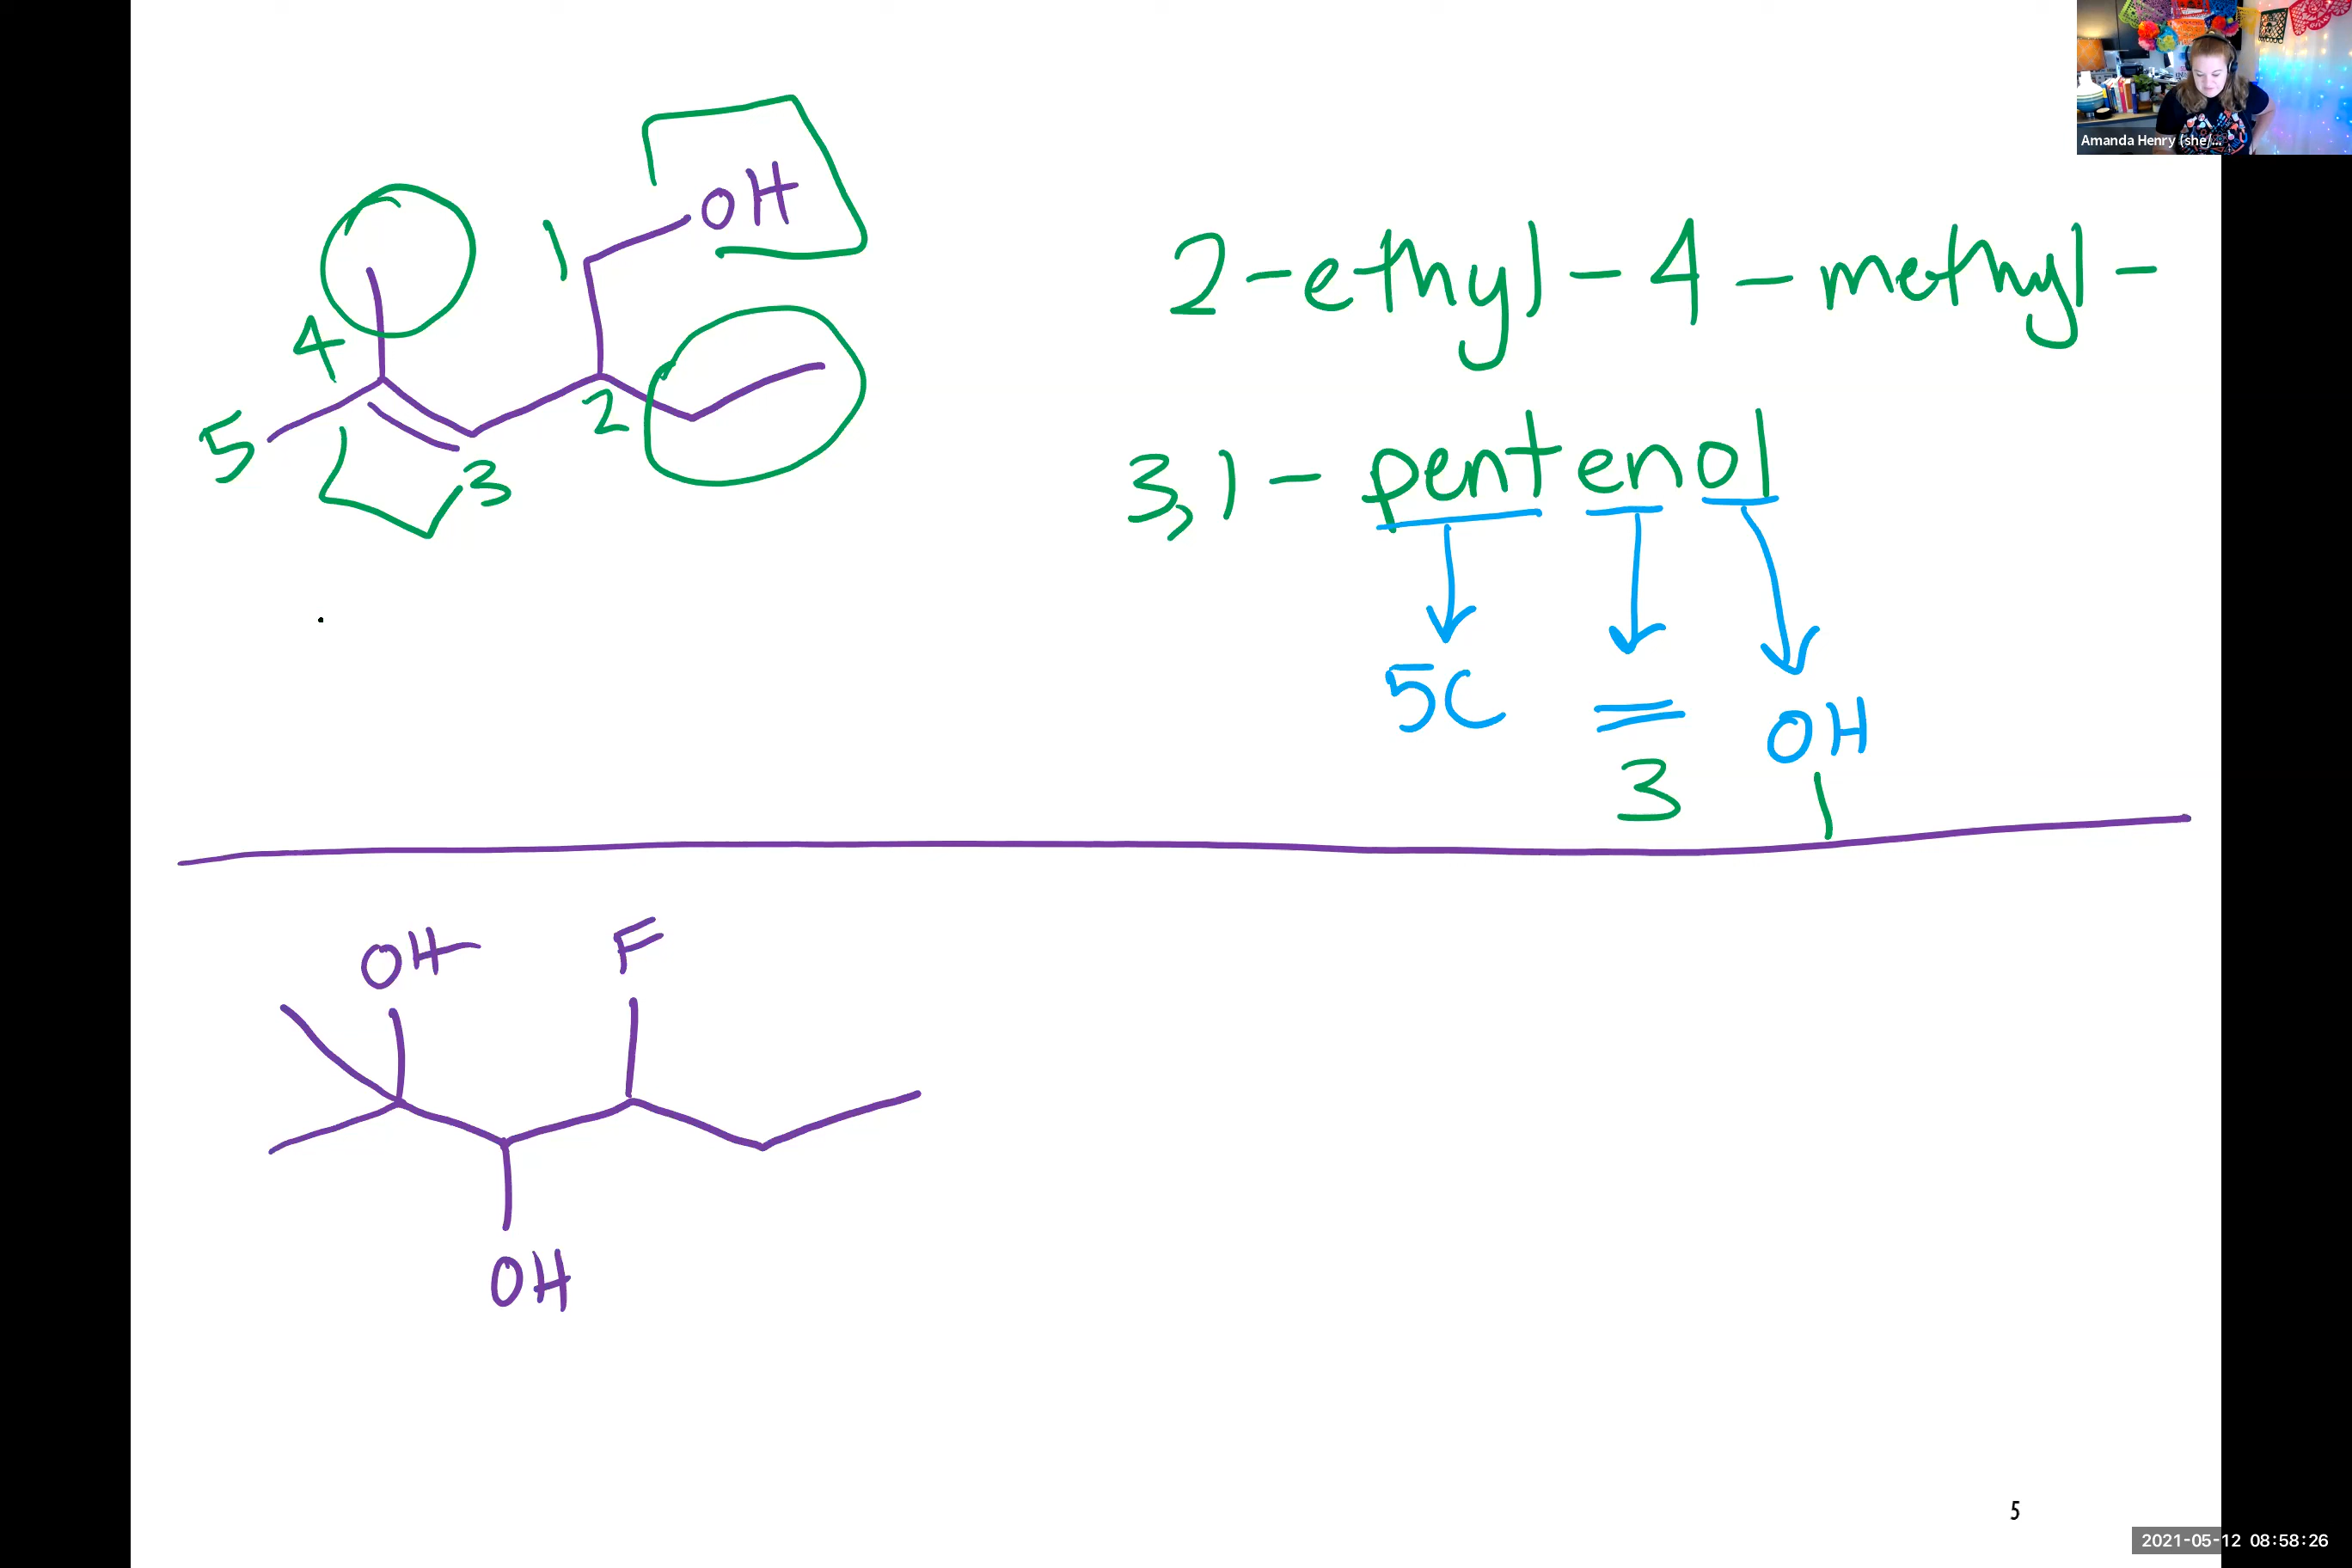 Amanda Henry (she/...
OH
1
4
5
2
3
2-ethyl-4-methyl-
3,1-pentenol
5C
OH
3 1
OH F
OH
5
2021-05-12 08:58:26